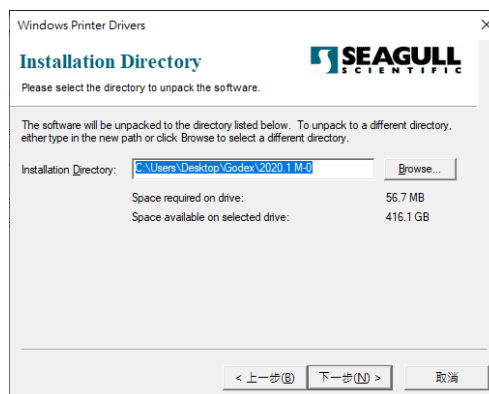 Windows Printer Drivers
Installation Directory
SEAGULL
SCIENTIFIC
Please select the directory to unpack the software.
The software will be unpacked to the directory listed below. To unpack to a different directory,
either type in the new path or click Browse to select a different directory.
Installation Directory: C:\Users\Desktop\Godex\2020.1 M-0 Browse...
Space required on drive: 56.7 MB
Space available on selected drive: 416.1 GB
< 上一步(B) 下一步(N) > 取消